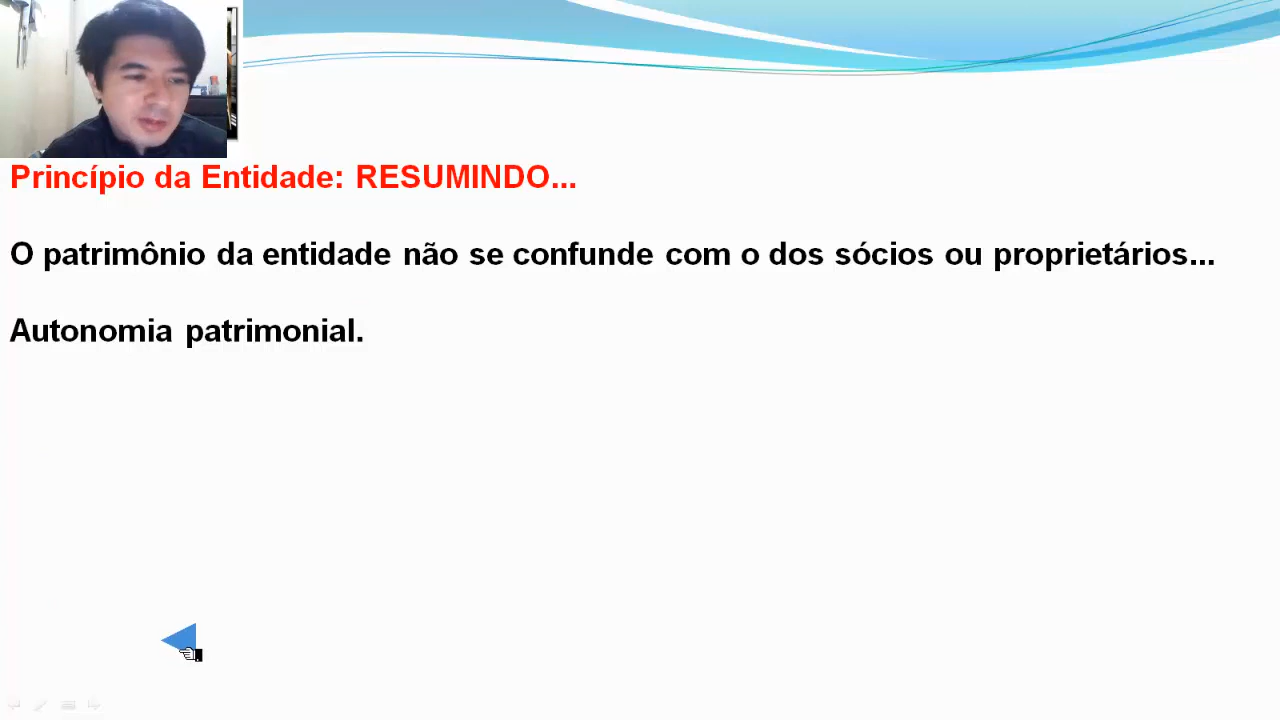 Princípio da Entidade: RESUMINDO...
O patrimônio da entidade não se confunde com o dos sócios ou proprietários...
Autonomia patrimonial.